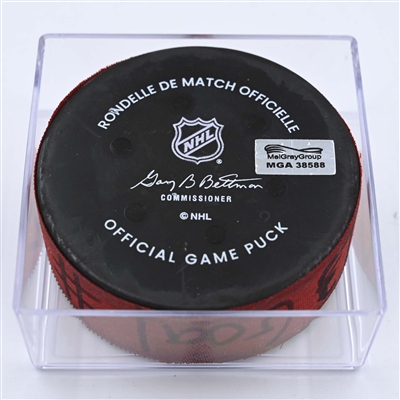 RONDELLE DE MATCH OFFICIELLE
NHL
MeiGrayGroup
MGA 38588
Gary B Bettman
COMMISSIONER
© NHL
OFFICIAL GAME PUCK